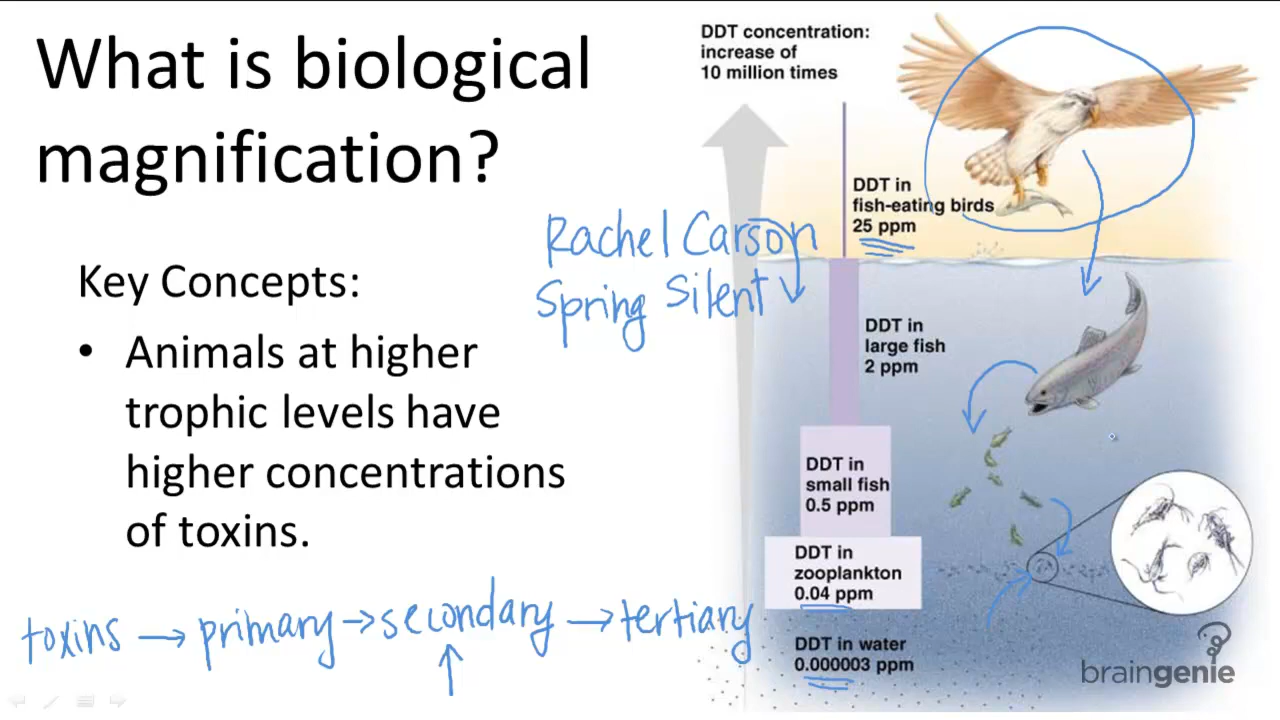 What is biological
magnification?
Key Concepts:
• Animals at higher
trophic levels have
higher concentrations
of toxins.
toxins → primary → secondary → tertiary
Rachel Carson
Spring Silent
DDT concentration:
increase of
10 million times
DDT in
fish-eating birds
25 ppm
DDT in
large fish
2 ppm
DDT in
small fish
0.5 ppm
DDT in
zooplankton
0.04 ppm
DDT in water
0.000003 ppm
braingenie